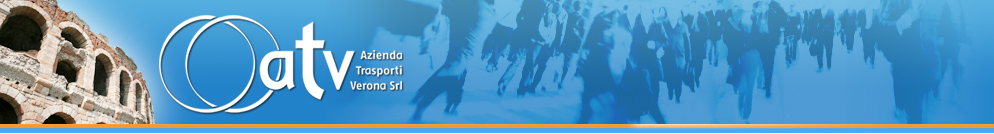 atv
Azienda
Trasporti
Verona Srl